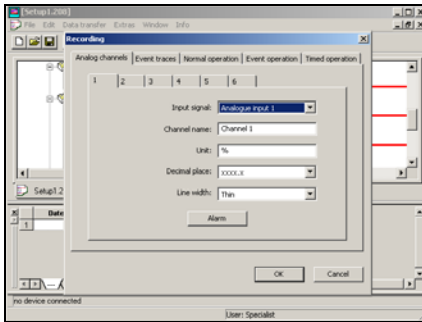 [Setup1.208]
File Edit Data transfer Extras Window Info
Recording
Analog channels Event traces Normal operation Event operation Timed operation
1 2 3 4 5 6
Input signal: Analogue input 1
Channel name: Channel 1
Unit: %
Decimal place: xxxx.x
Line width: Thin
Alarm
Setup1.2
Date
1
OK Cancel
no device connected
User: Specialist